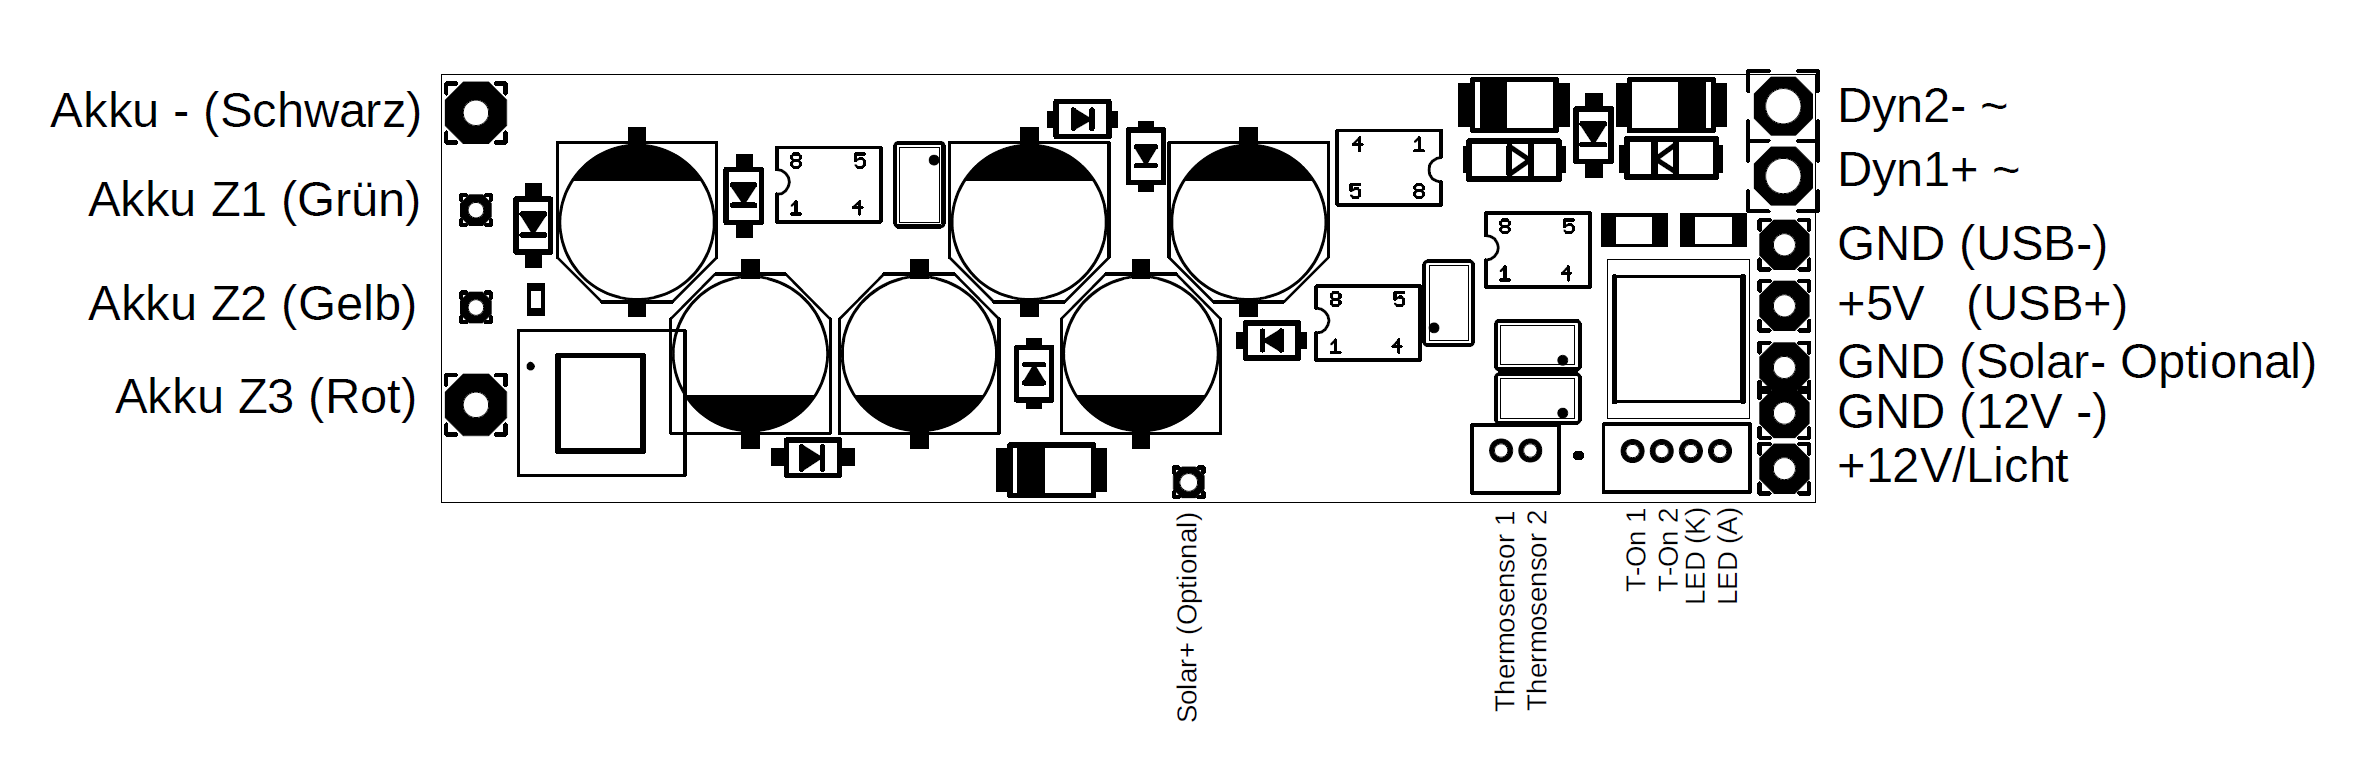 Akku - (Schwarz)
Akku Z1 (Grün)
Akku Z2 (Gelb)
Akku Z3 (Rot)
8 5
1 4
4 1
5 8
8 5
1 4
8 5
1 4
Dyn2- ~
Dyn1+ ~
GND (USB-)
+5V (USB+)
GND (Solar- Optional)
GND (12V -)
+12V/Licht
Solar+ (Optional)
Thermosensor 1
Thermosensor 2
T-On 1
T-On 2
LED (K)
LED (A)